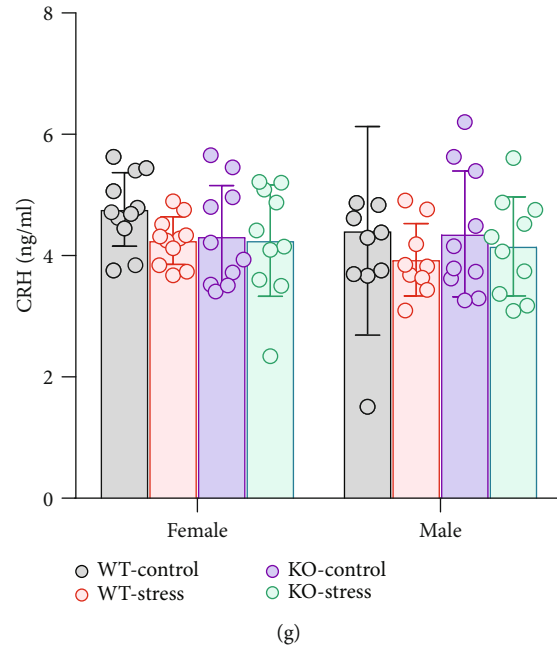 8
6
4
2
0
CRH (ng/ml)
Female Male
WT-control KO-control
WT-stress KO-stress
(g)